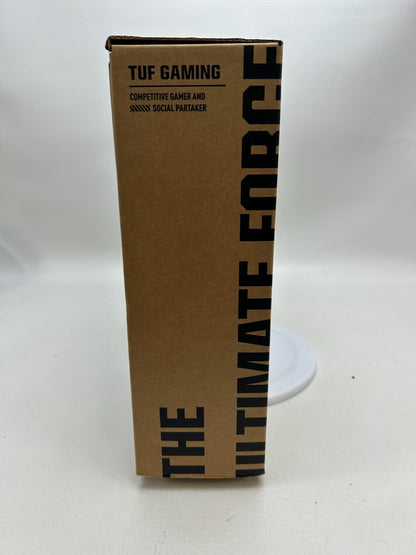 TUF GAMING
COMPETITIVE GAMER AND
SOCIAL PARTAKER
THE
ULTIMATE FORCE